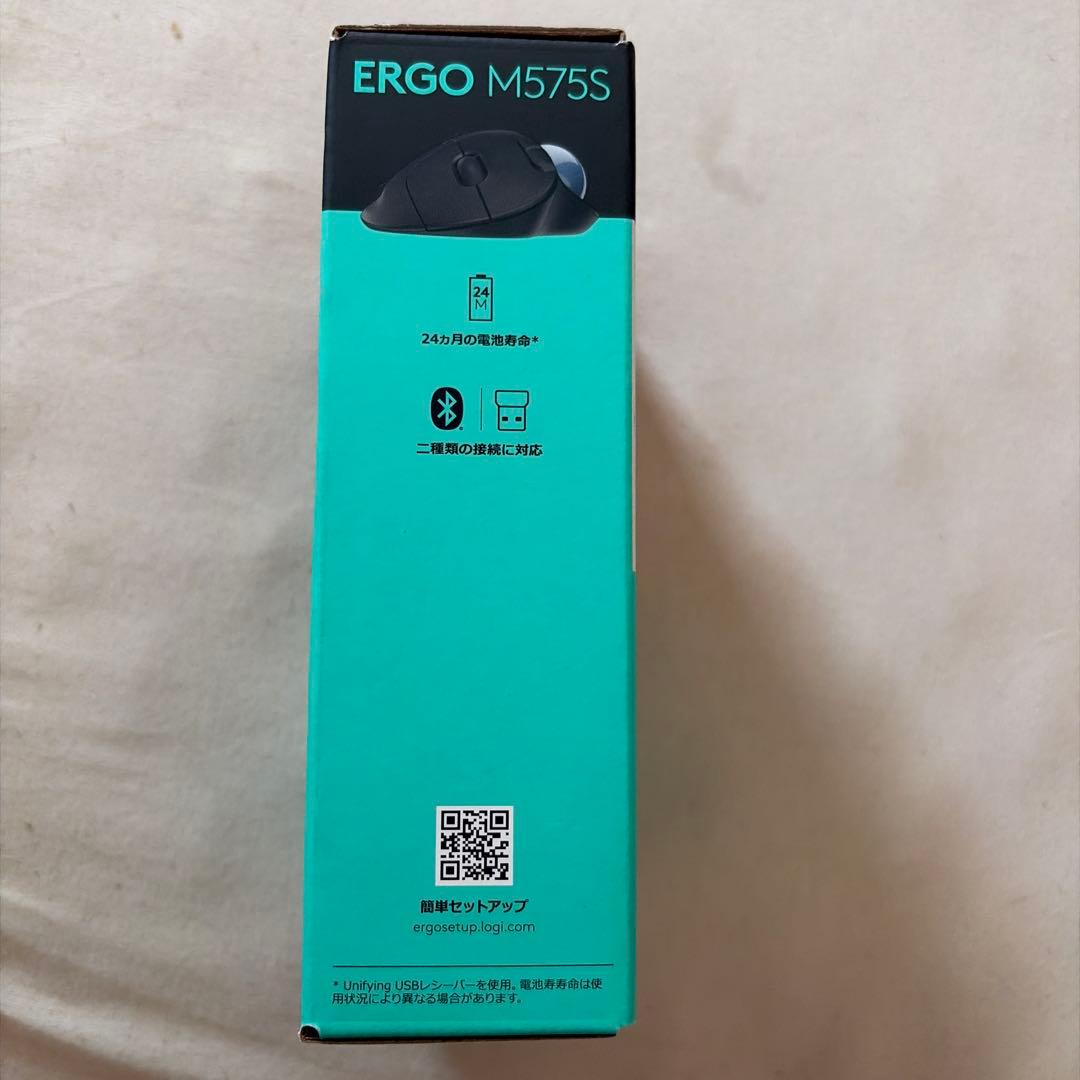 ERGO M575S
24
M
24ヵ月の電池寿命*
二種類の接続に対応
簡単セットアップ
ergosetup.logi.com
* Unifying USBレシーバーを使用。電池寿寿命は使
用状況により異なる場合があります。